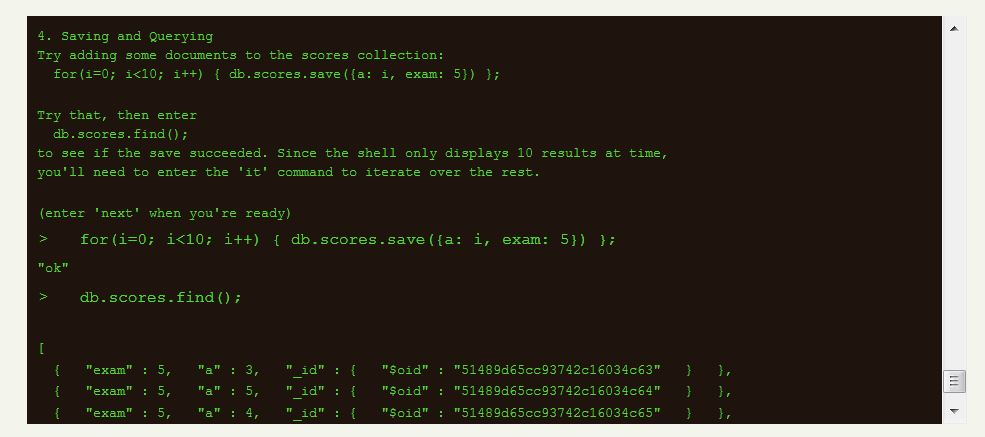 4. Saving and Querying
Try adding some documents to the scores collection:
  for(i=0; i<10; i++) { db.scores.save({a: i, exam: 5}) };

Try that, then enter
  db.scores.find();
to see if the save succeeded. Since the shell only displays 10 results at time,
you'll need to enter the 'it' command to iterate over the rest.

(enter 'next' when you're ready)
>   for(i=0; i<10; i++) { db.scores.save({a: i, exam: 5}) };
"ok"
>   db.scores.find();

[
  {   "exam" : 5,   "a" : 3,   "_id" : {   "$oid" : "51489d65cc93742c16034c63"   }   },
  {   "exam" : 5,   "a" : 5,   "_id" : {   "$oid" : "51489d65cc93742c16034c64"   }   },
  {   "exam" : 5,   "a" : 4,   "_id" : {   "$oid" : "51489d65cc93742c16034c65"   }   },